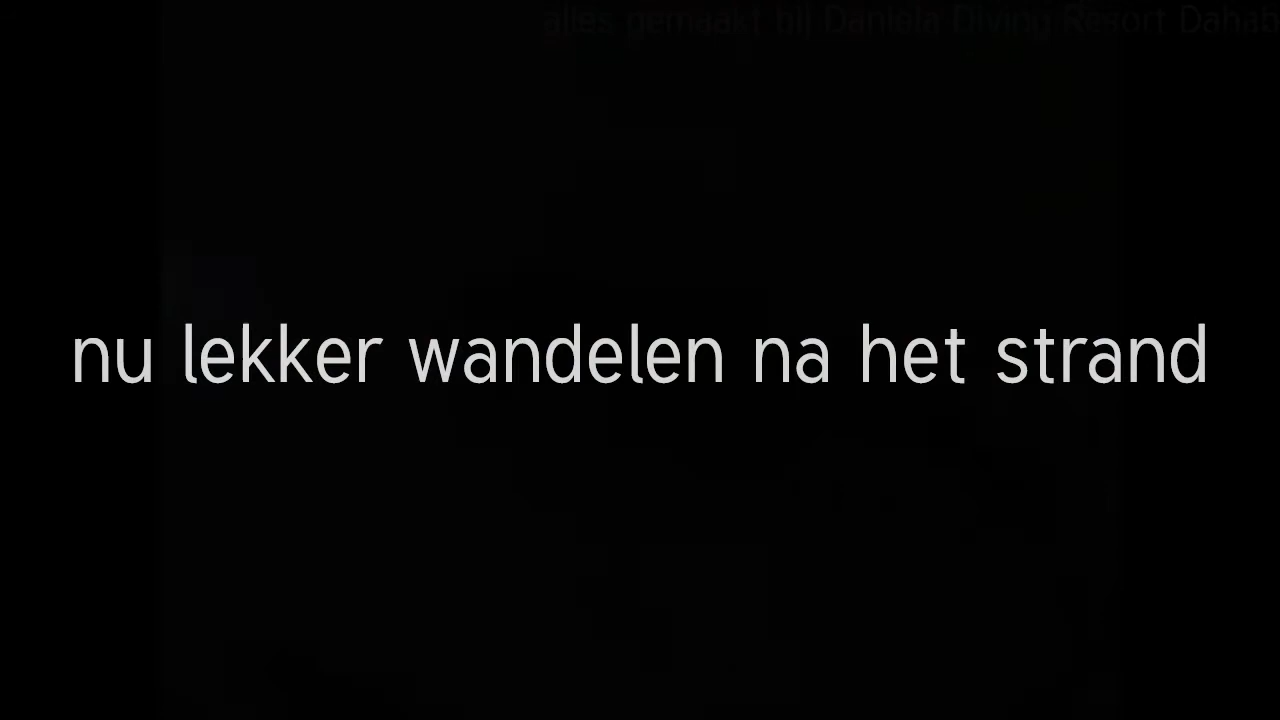 alles gemaakt bij Daniela Diving Resort Dahab
nu lekker wandelen na het strand